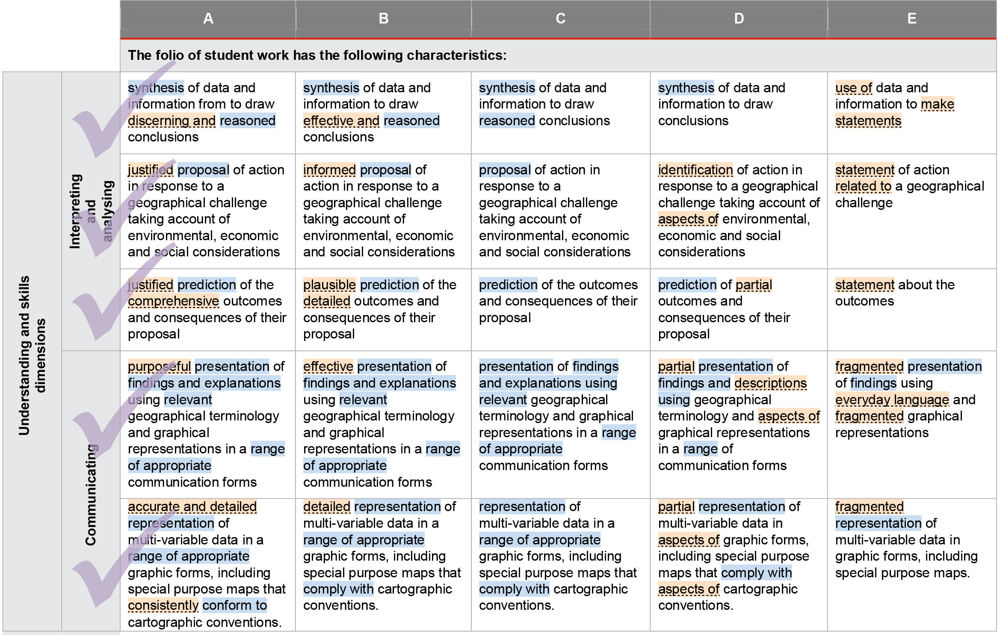 A
B
C
D
E
The folio of student work has the following characteristics:
Understanding and skills
dimensions
Interpreting
and
analysing
synthesis of data and
information from to draw
discerning and reasoned
conclusions
synthesis of data and
information to draw
effective and reasoned
conclusions
synthesis of data and
information to draw
reasoned conclusions
synthesis of data and
information to draw
conclusions
use of data and
information to make
statements
justified proposal of action
in response to a
geographical challenge
taking account of
environmental, economic
and social considerations
informed proposal of
action in response to a
geographical challenge
taking account of
environmental, economic
and social considerations
proposal of action in
response to a
geographical challenge
taking account of
environmental, economic
and social considerations
identification of action in
response to a geographical
challenge taking account of
aspects of environmental,
economic and social
considerations
statement of action
related to a geographical
challenge
justified prediction of the
comprehensive outcomes
and consequences of their
proposal
plausible prediction of the
detailed outcomes and
consequences of their
proposal
prediction of the outcomes
and consequences of their
proposal
prediction of partial
outcomes and
consequences of their
proposal
statement about the
outcomes
Communicating
purposeful presentation of
findings and explanations
using relevant
geographical terminology
and graphical
representations in a range
of appropriate
communication forms
effective presentation of
findings and explanations
using relevant
geographical terminology
and graphical
representations in a range
of appropriate
communication forms
presentation of findings
and explanations using
relevant geographical
terminology and graphical
representations in a range
of appropriate
communication forms
partial presentation of
findings and descriptions
using geographical
terminology and aspects of
graphical representations
in a range of
communication forms
fragmented presentation
of findings using
everyday language and
fragmented graphical
representations
accurate and detailed
representation of
multi-variable data in a
range of appropriate
graphic forms, including
special purpose maps that
consistently conform to
cartographic conventions.
detailed representation of
multi-variable data in a
range of appropriate
graphic forms, including
special purpose maps that
comply with cartographic
conventions.
representation of
multi-variable data in a
range of appropriate
graphic forms, including
special purpose maps that
comply with cartographic
conventions.
partial representation of
multi-variable data in
aspects of graphic forms,
including special purpose
maps that comply with
aspects of cartographic
conventions.
fragmented
representation of
multi-variable data in
graphic forms, including
special purpose maps.